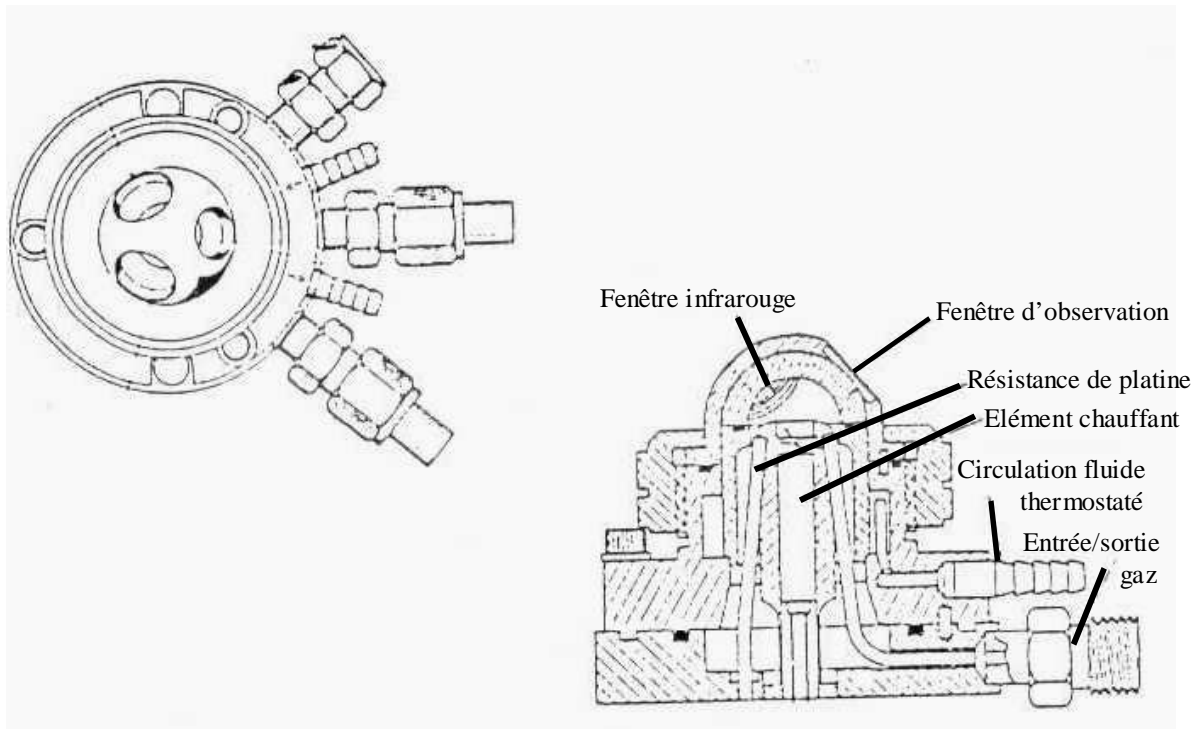 Fenêtre infrarouge
Fenêtre d’observation
Résistance de platine
Elément chauffant
Circulation fluide
thermostaté
Entrée/sortie
gaz